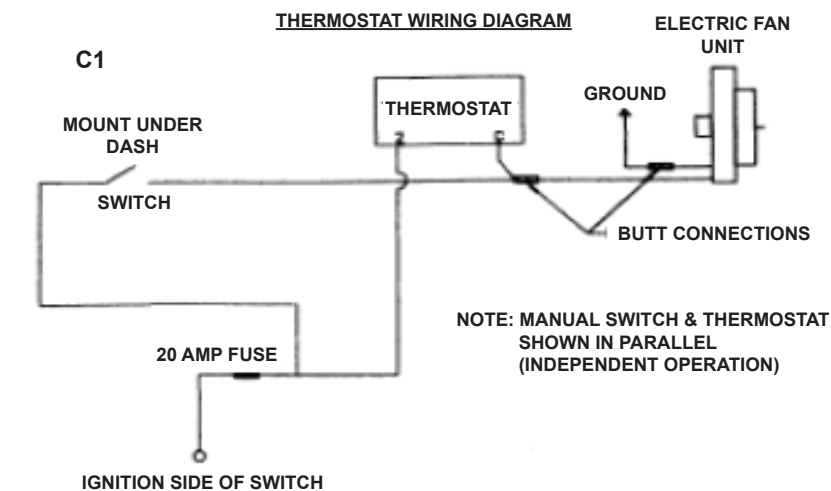 THERMOSTAT WIRING DIAGRAM
ELECTRIC FAN
UNIT
C1
THERMOSTAT
GROUND
MOUNT UNDER
DASH
2
C
SWITCH
BUTT CONNECTIONS
NOTE: MANUAL SWITCH & THERMOSTAT
SHOWN IN PARALLEL
(INDEPENDENT OPERATION)
20 AMP FUSE
IGNITION SIDE OF SWITCH